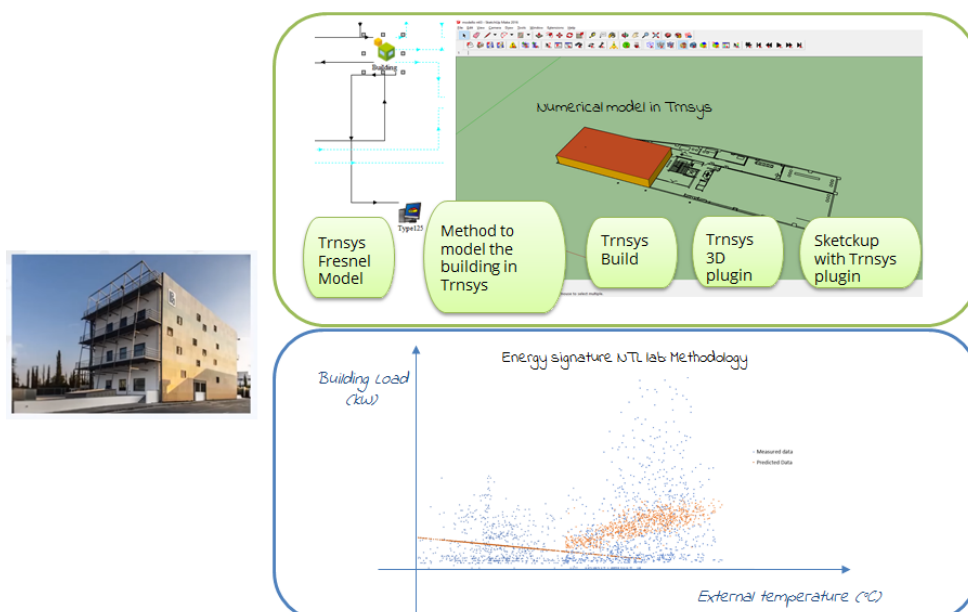 Building
Type125
Numerical model in Trnsys
Trnsys
Fresnel
Model
Method to
model the
building in
Trnsys
Trnsys
Build
Trnsys
3D
plugin
Sketckup
with Trnsys
plugin
Energy signature NTL lab: Methodology
Building Load
(kW)
Measured data
Predicted Data
External temperature (°C)